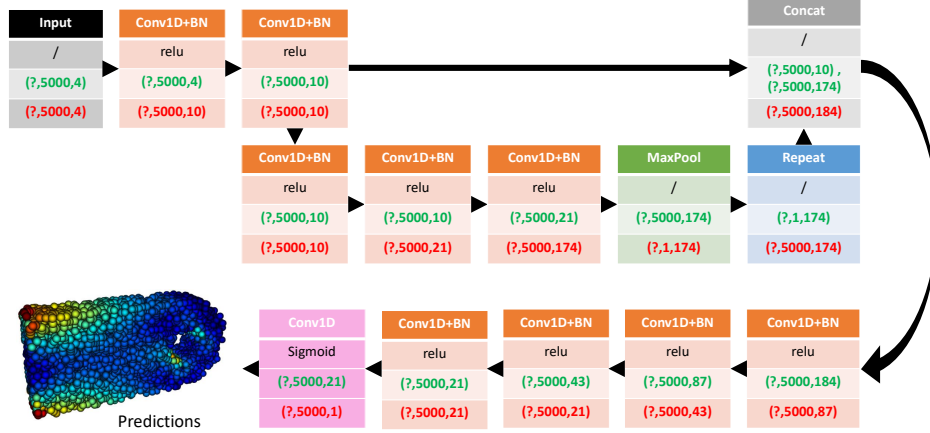 Input
/
(?,5000,4)
(?,5000,4)
Conv1D+BN
relu
(?,5000,4)
(?,5000,10)
Conv1D+BN
relu
(?,5000,10)
(?,5000,10)
Concat
/
(?,5000,10) ,
(?,5000,174)
(?,5000,184)
Conv1D+BN
relu
(?,5000,10)
(?,5000,10)
Conv1D+BN
relu
(?,5000,10)
(?,5000,21)
Conv1D+BN
relu
(?,5000,21)
(?,5000,174)
MaxPool
/
(?,5000,174)
(?,1,174)
Repeat
/
(?,1,174)
(?,5000,174)
Conv1D+BN
relu
(?,5000,184)
(?,5000,87)
Conv1D+BN
relu
(?,5000,87)
(?,5000,43)
Conv1D+BN
relu
(?,5000,43)
(?,5000,21)
Conv1D+BN
relu
(?,5000,21)
(?,5000,21)
Conv1D
Sigmoid
(?,5000,21)
(?,5000,1)
Predictions